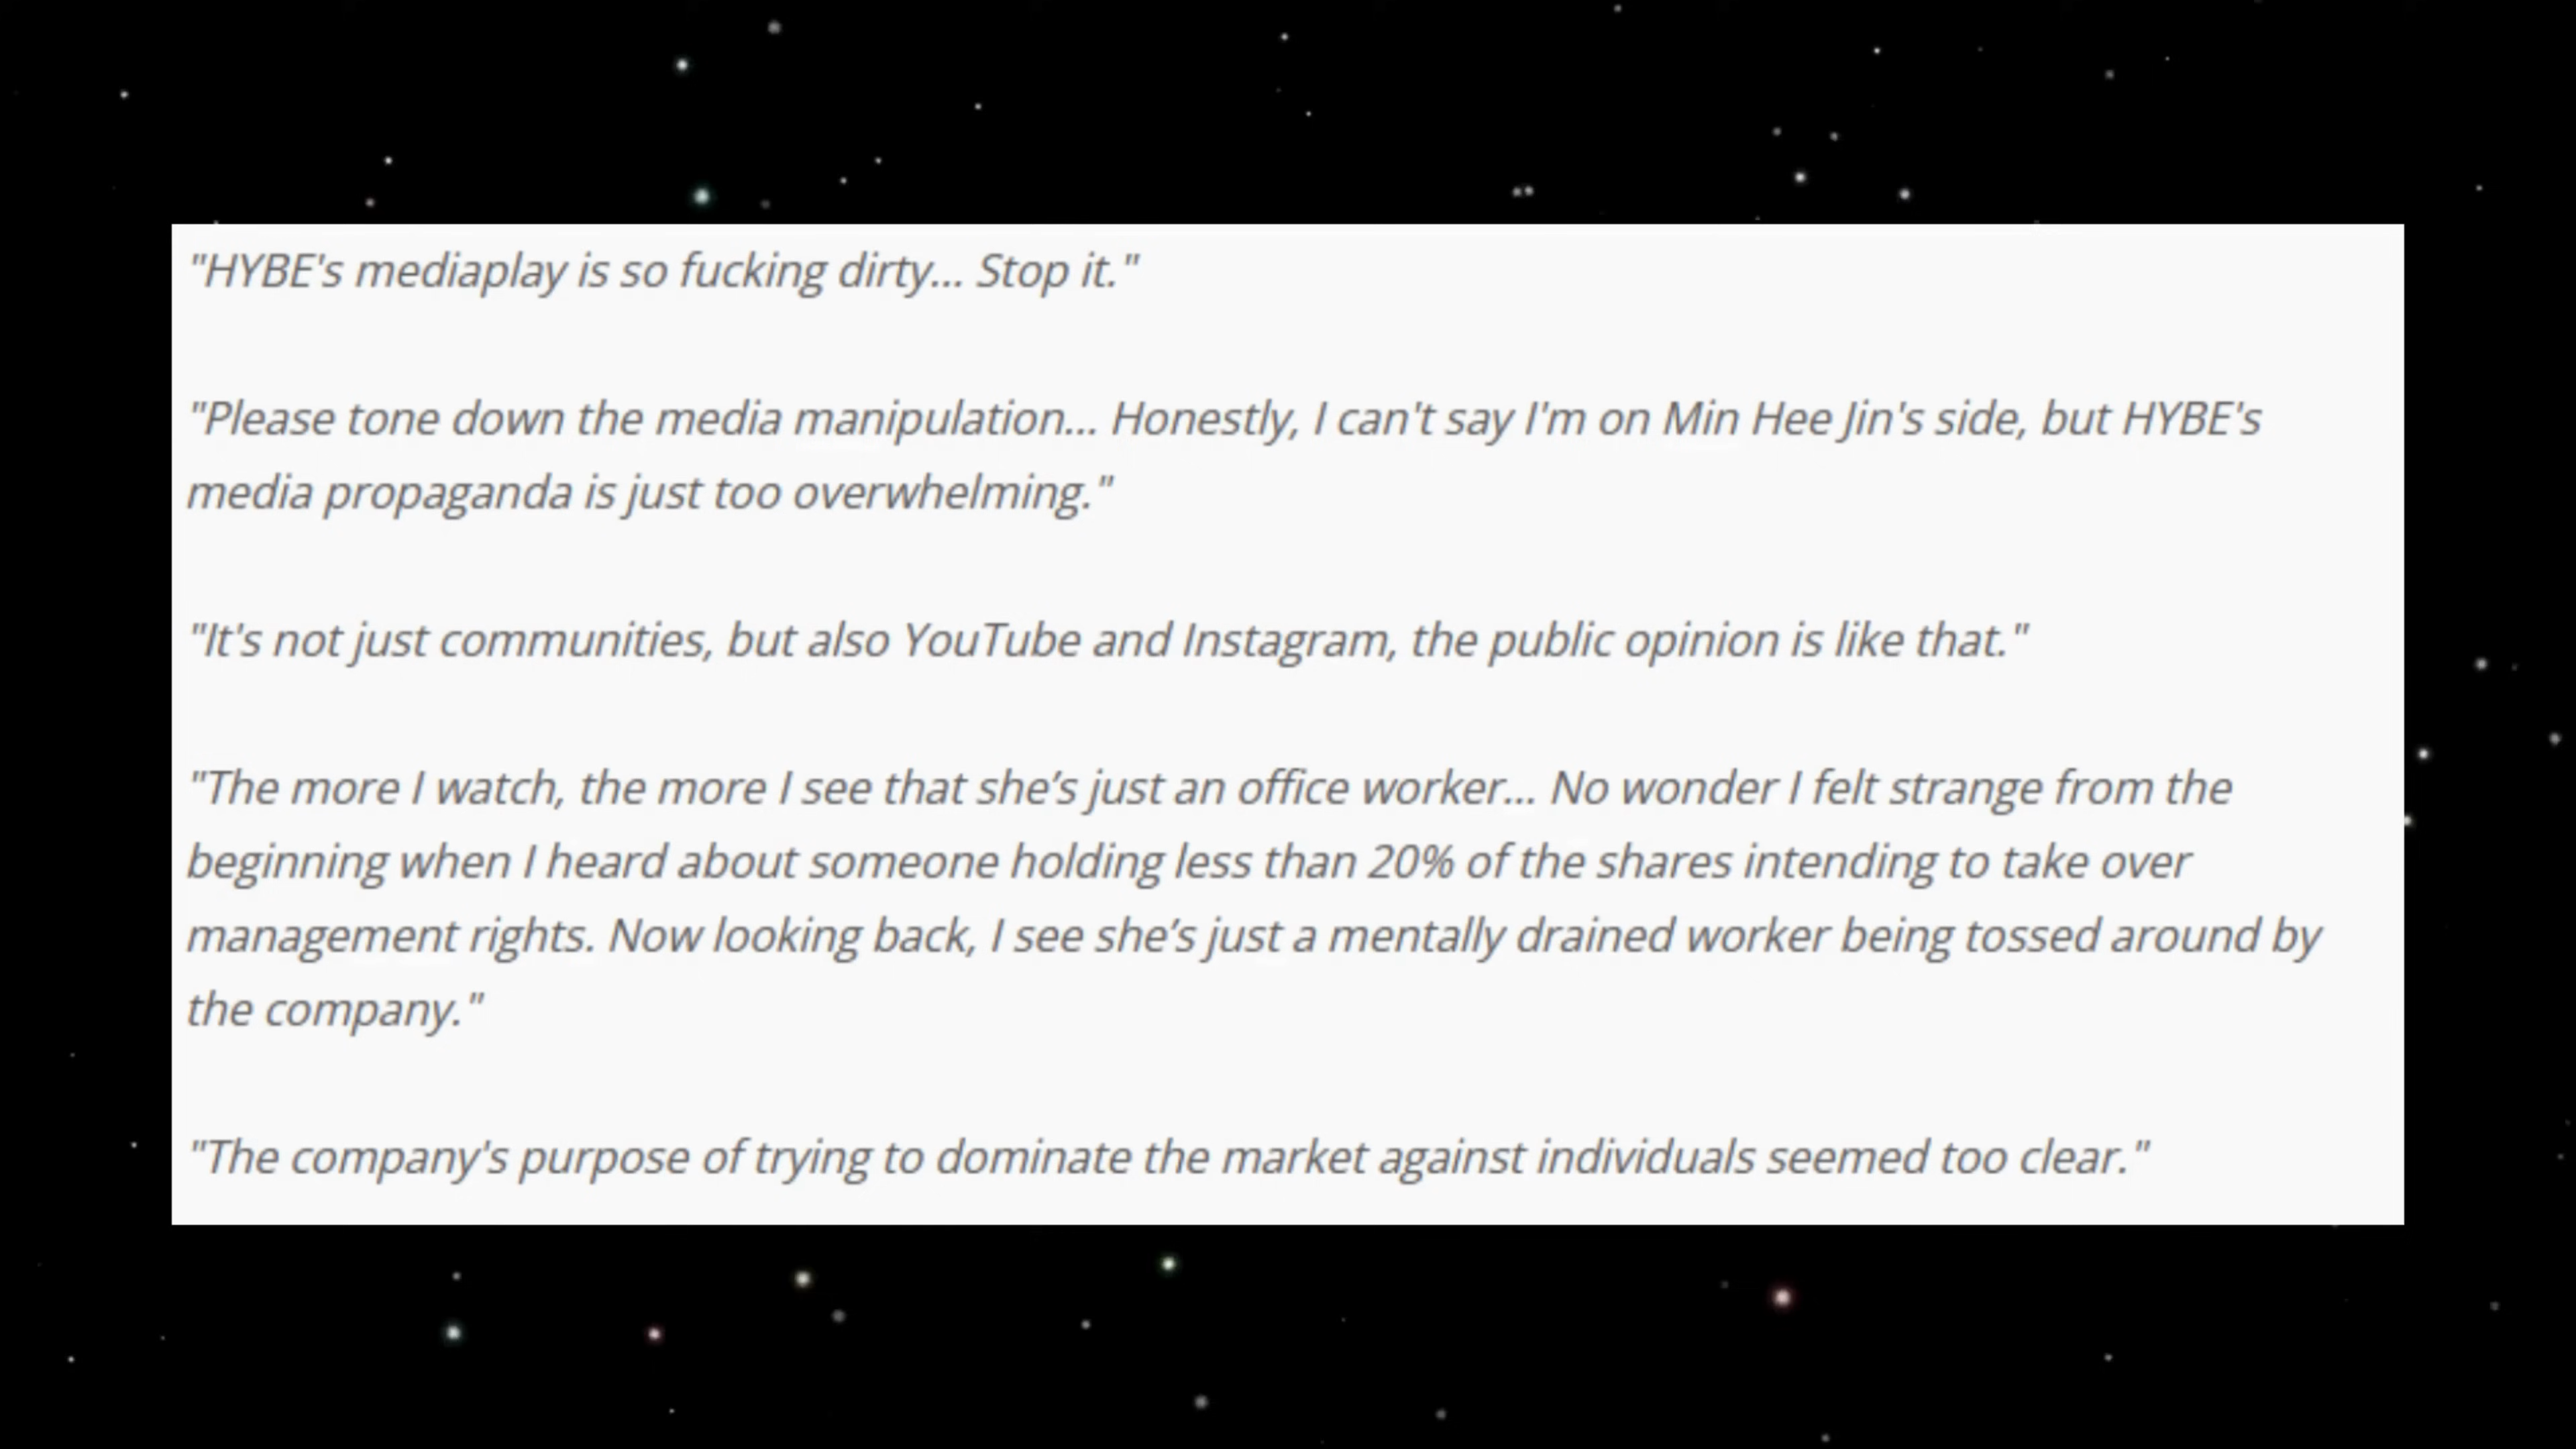 "HYBE's mediaplay is so fucking dirty... Stop it."
"Please tone down the media manipulation... Honestly, I can't say I'm on Min Hee Jin's side, but HYBE's
media propaganda is just too overwhelming."
"It's not just communities, but also YouTube and Instagram, the public opinion is like that."
"The more I watch, the more I see that she’s just an office worker... No wonder I felt strange from the
beginning when I heard about someone holding less than 20% of the shares intending to take over
management rights. Now looking back, I see she’s just a mentally drained worker being tossed around by
the company."
"The company's purpose of trying to dominate the market against individuals seemed too clear."